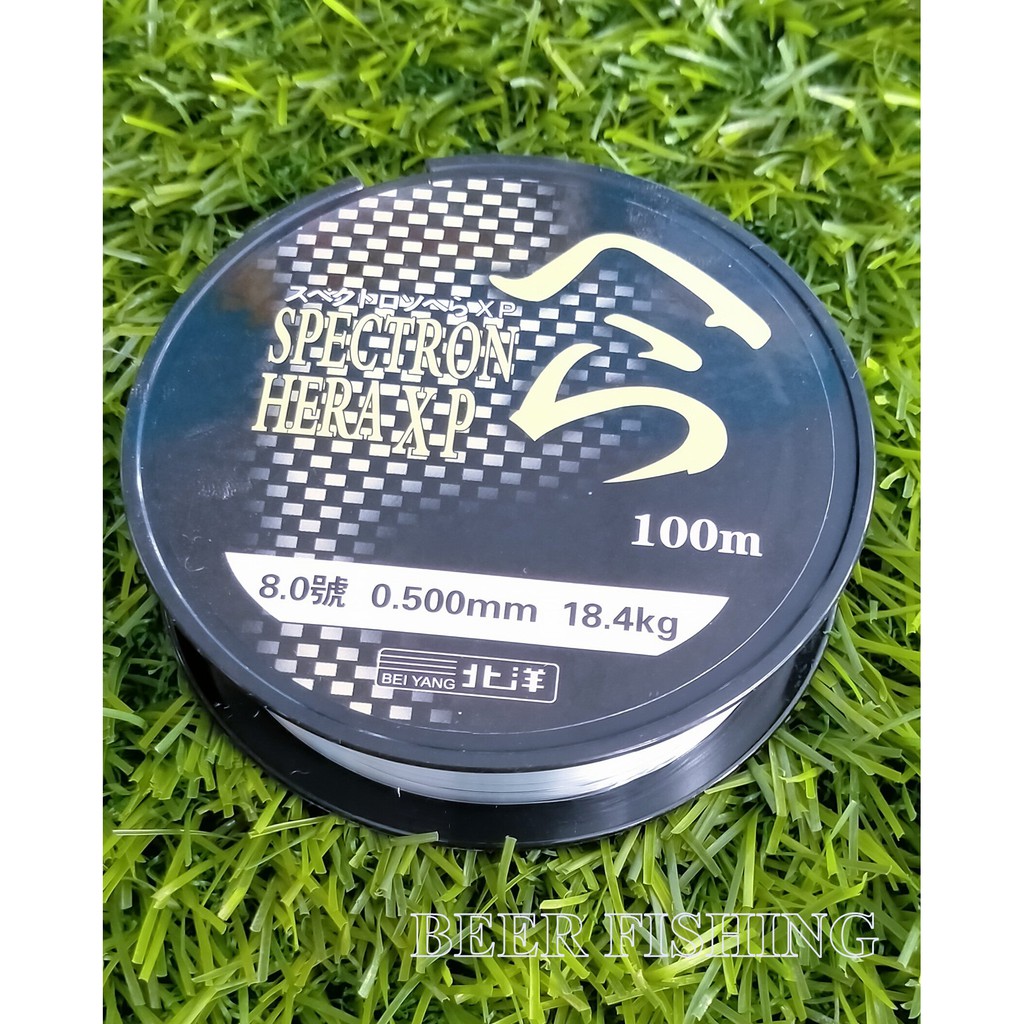 スペクトロンへらXP
SPECTRON
HERA XP
へら
100m
8.0號 0.500mm 18.4kg
BEI YANG 北洋
BEER FISHING